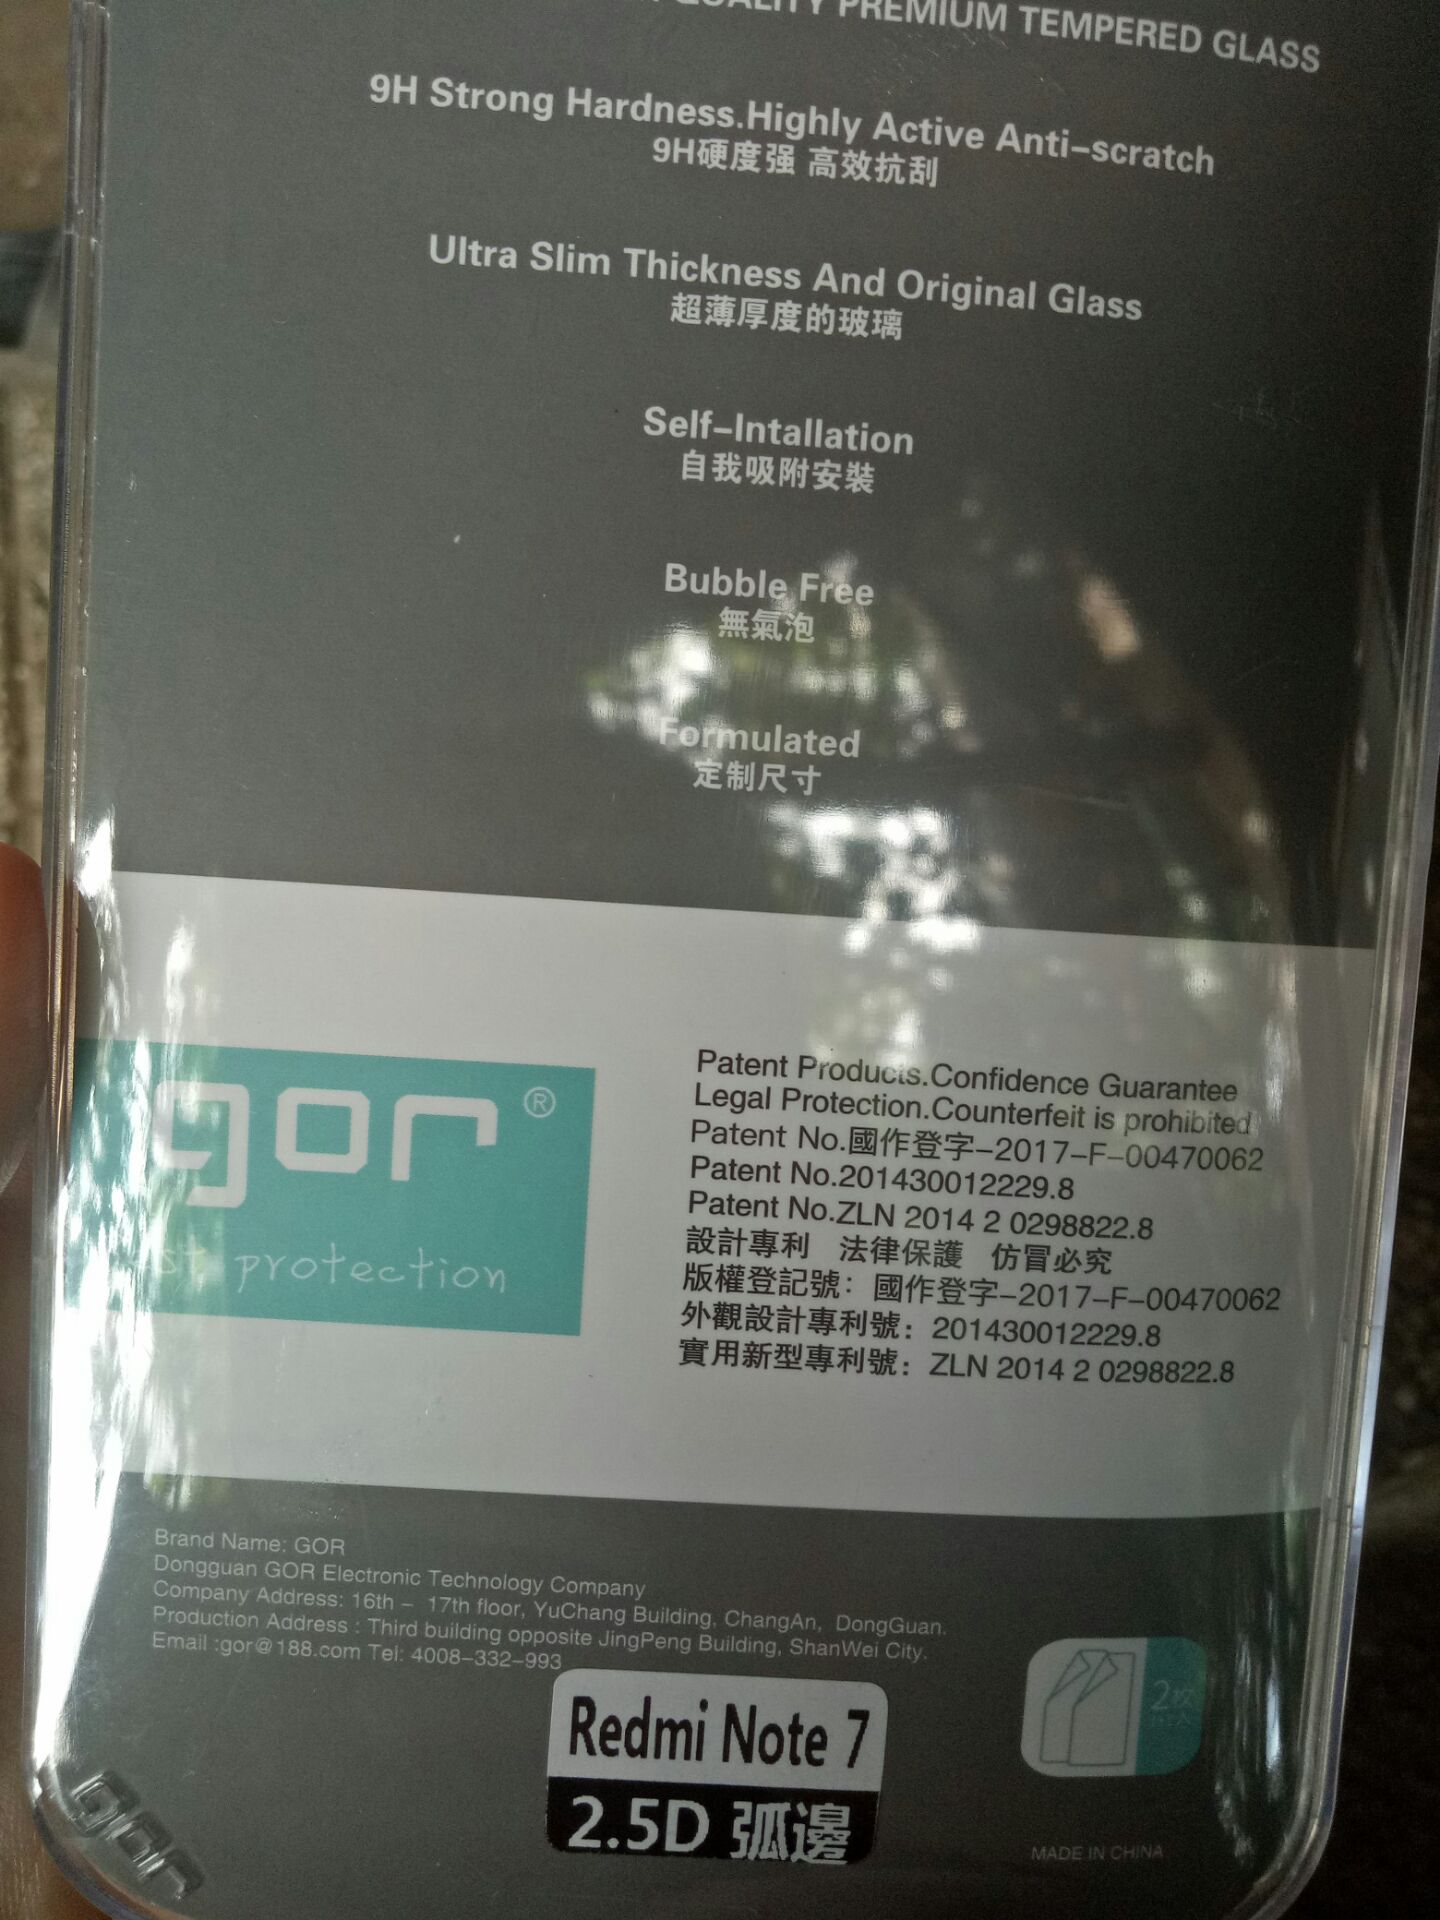 QUALITY PREMIUM TEMPERED GLASS
9H Strong Hardness.Highly Active Anti-scratch
9H硬度强 高效抗刮
Ultra Slim Thickness And Original Glass
超薄厚度的玻璃
Self-Intallation
自我吸附安裝
Bubble Free
無氣泡
Formulated
定制尺寸
gor®
protection
Patent Products.Confidence Guarantee
Legal Protection.Counterfeit is prohibited
Patent No.國作登字-2017-F-00470062
Patent No.201430012229.8
Patent No.ZLN 2014 2 0298822.8
設計專利 法律保護 仿冒必究
版權登記號：國作登字-2017-F-00470062
外觀設計專利號：201430012229.8
實用新型專利號：ZLN 2014 2 0298822.8
Brand Name: GOR
Dongguan GOR Electronic Technology Company
Company Address: 16th - 17th floor, YuChang Building, ChangAn, DongGuan.
Production Address : Third building opposite JingPeng Building, ShanWei City.
Email :gor@188.com Tel: 4008-332-993
2枚
Redmi Note 7
2.5D 弧邊
MADE IN CHINA
gor